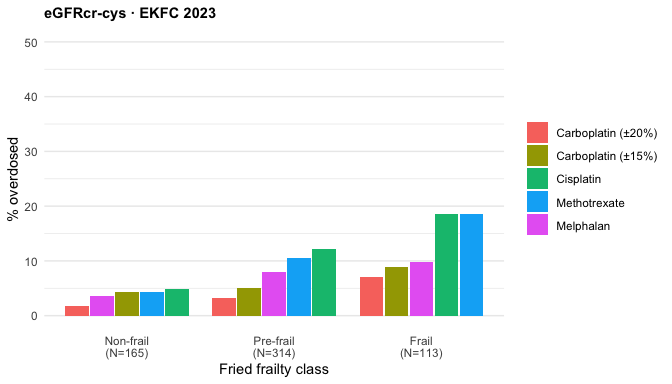 eGFRcr-cys · EKFC 2023
50
40
30
20
10
0
% overdosed
Non-frail
(N=165)
Pre-frail
(N=314)
Frail
(N=113)
Fried frailty class
Carboplatin (±20%)
Carboplatin (±15%)
Cisplatin
Methotrexate
Melphalan